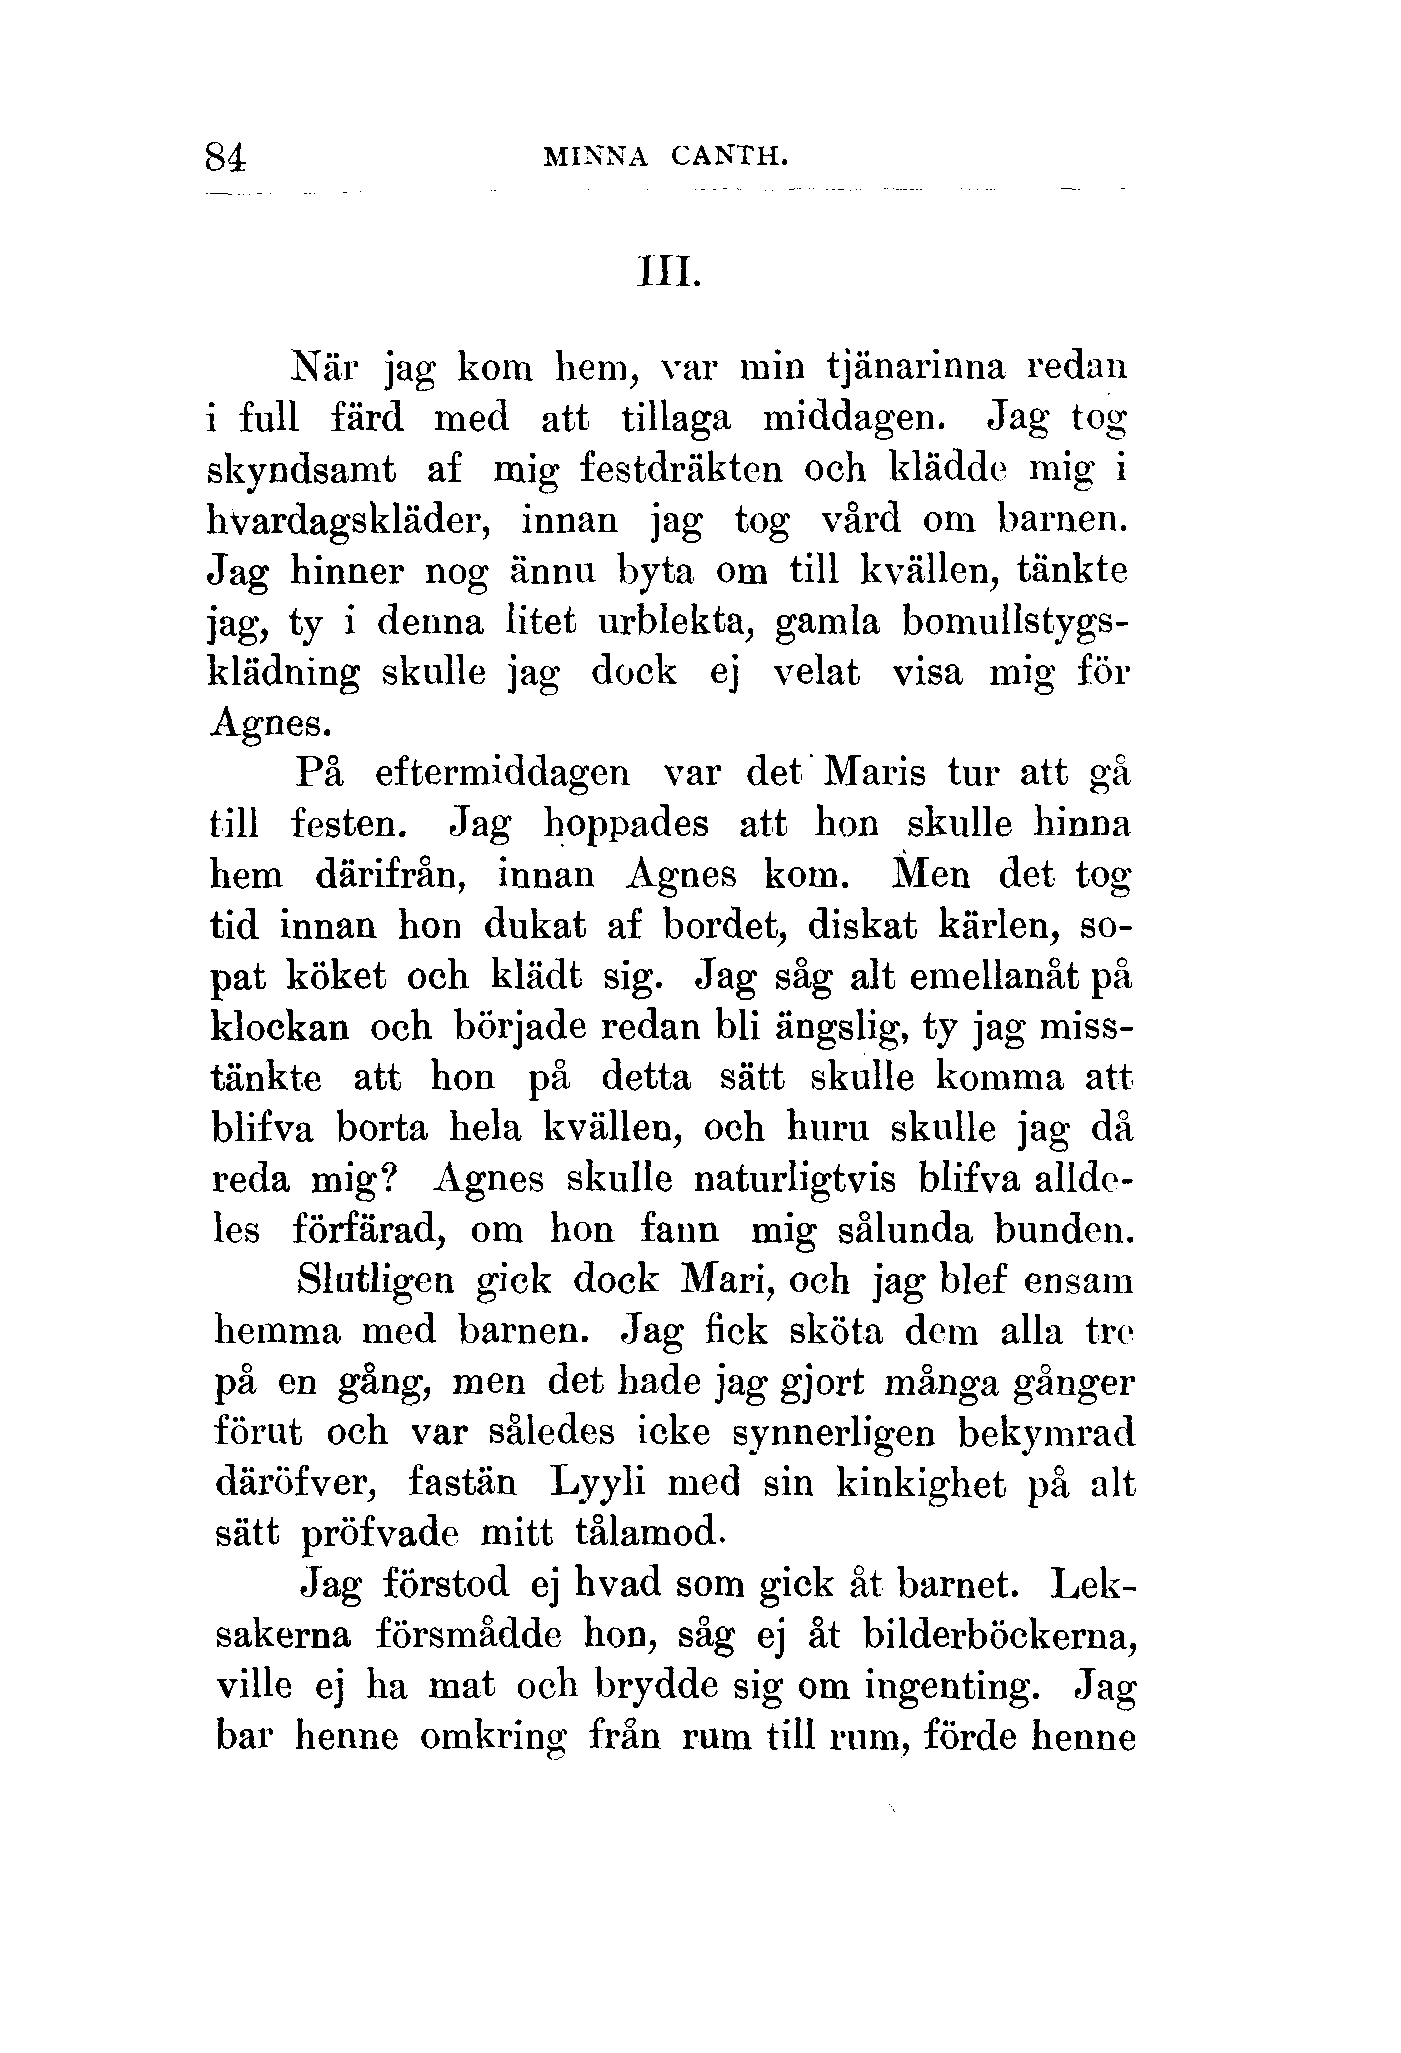 84 MINNA CANTH.
III.
När jag kom hem, var min tjänarinna redan
i full färd med att tillaga middagen. Jag tog
skyndsamt af mig festdräkten och klädde mig i
hvardagskläder, innan jag tog vård om barnen.
Jag hinner nog ännu byta om till kvällen, tänkte
jag, ty i denna litet urblekta, gamla bomullstygs-
klädning skulle jag dock ej velat visa mig för
Agnes.
På eftermiddagen var det Maris tur att gå
till festen. Jag hoppades att hon skulle hinna
hem därifrån, innan Agnes kom. Men det tog
tid innan hon dukat af bordet, diskat kärlen, so-
pat köket och klädt sig. Jag såg alt emellanåt på
klockan och började redan bli ängslig, ty jag miss-
tänkte att hon på detta sätt skulle komma att
blifva borta hela kvällen, och huru skulle jag då
reda mig? Agnes skulle naturligtvis blifva allde-
les förfärad, om hon fann mig sålunda bunden.
Slutligen gick dock Mari, och jag blef ensam
hemma med barnen. Jag fick sköta dem alla tre
på en gång, men det hade jag gjort många gånger
förut och var således icke synnerligen bekymrad
däröfver, fastän Lyyli med sin kinkighet på alt
sätt pröfvade mitt tålamod.
Jag förstod ej hvad som gick åt barnet. Lek-
sakerna försmådde hon, såg ej åt bilderböckerna,
ville ej ha mat och brydde sig om ingenting. Jag
bar henne omkring från rum till rum, förde henne